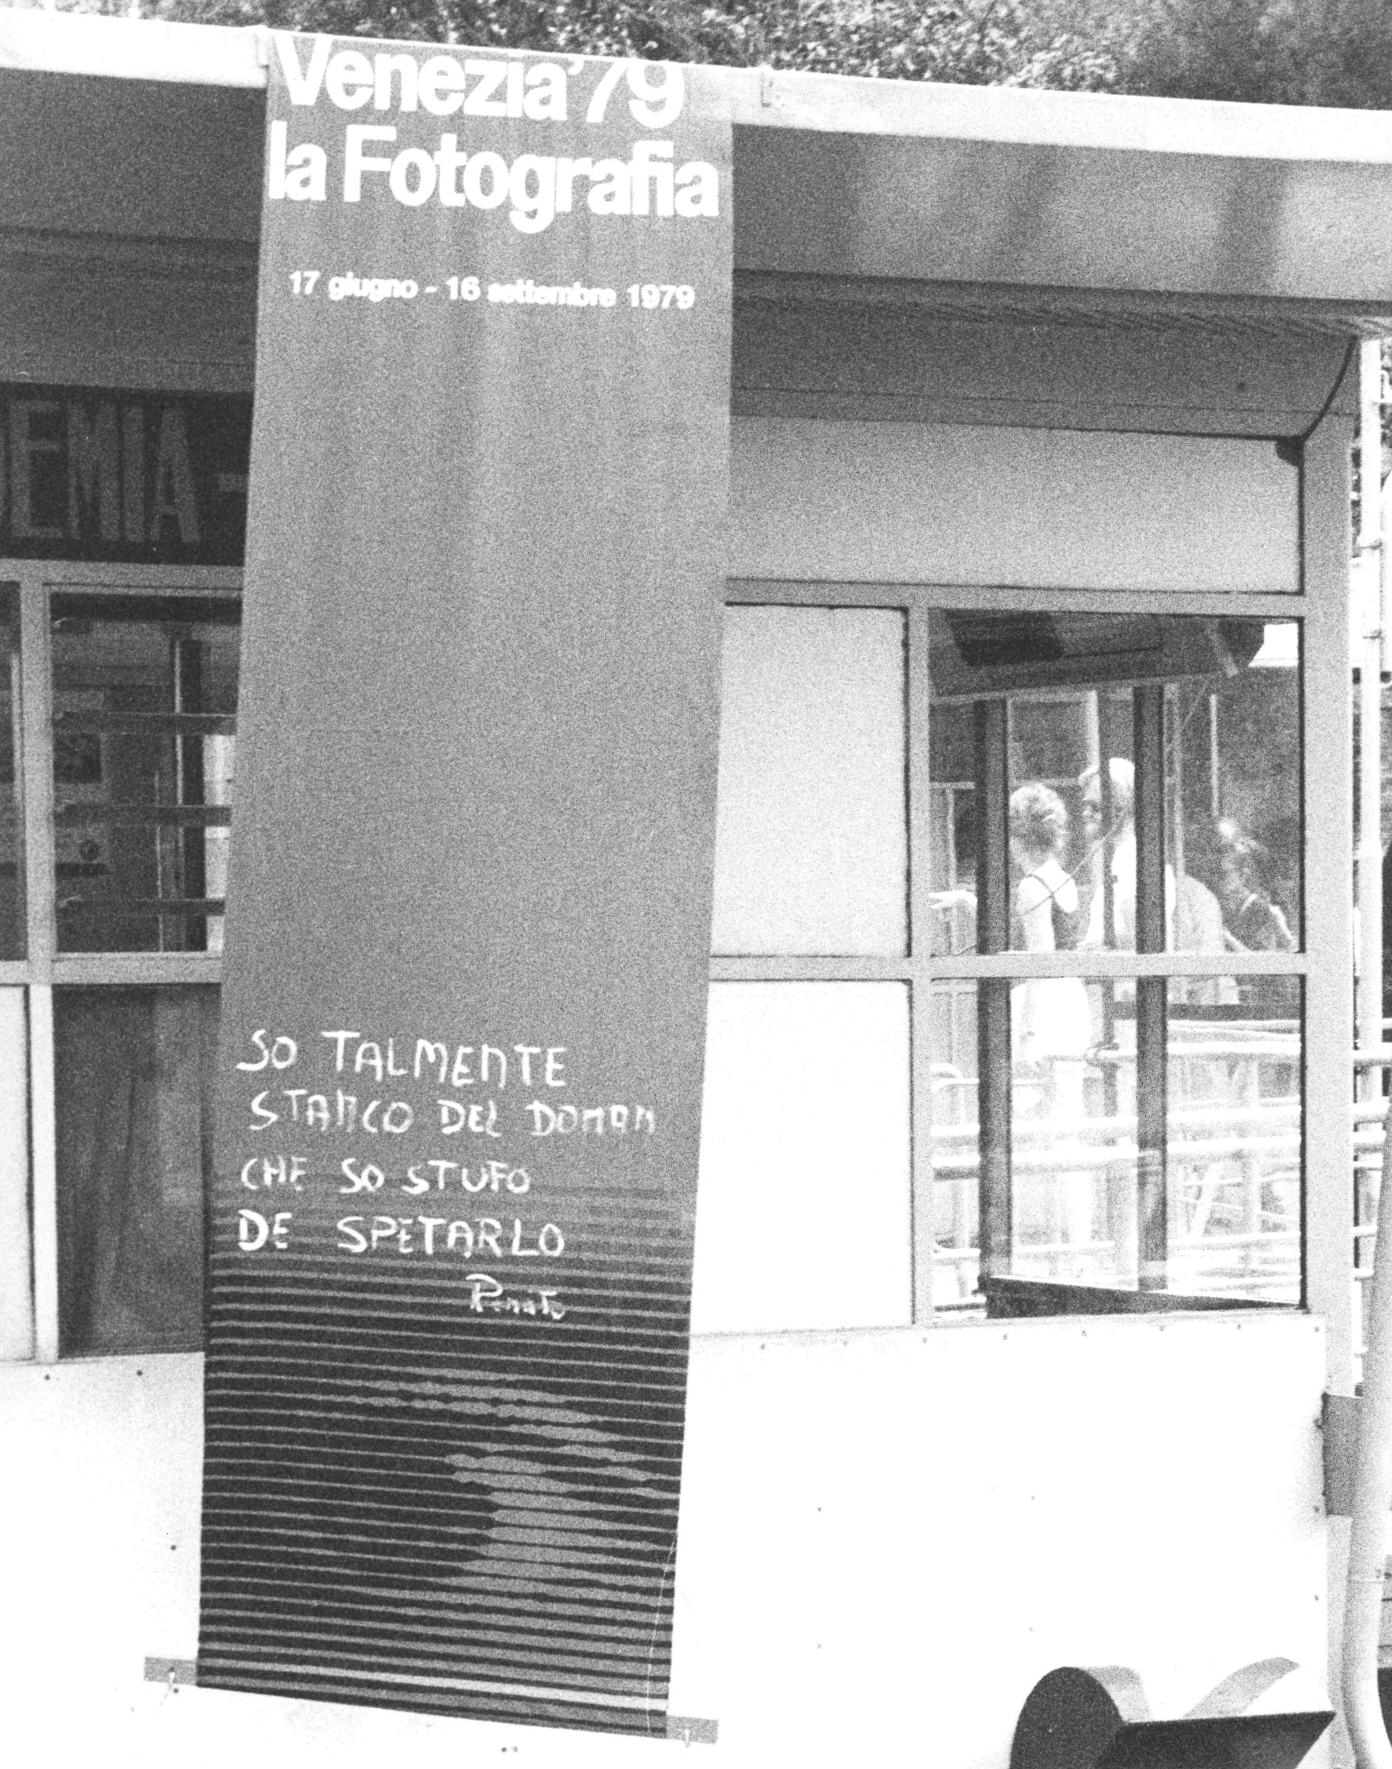 Venezia '79
la Fotografia
17 giugno - 16 settembre 1979
EMIA -
SO TALMENTE
STANCO DEL DOMAN
CHE SO STUFO
DE SPETARLO
Renato